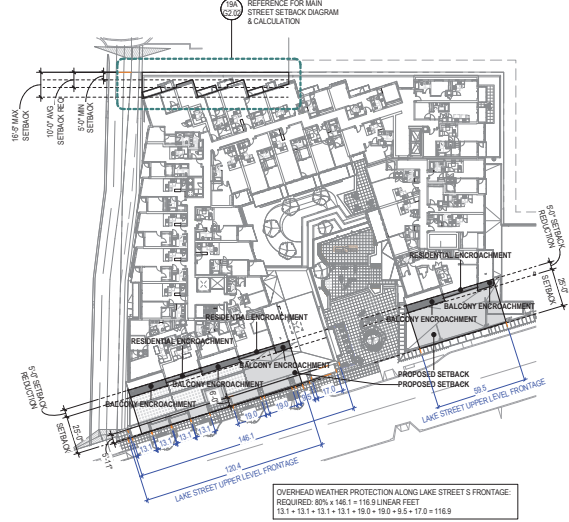 19A
G2.02
REFERENCE FOR MAIN
STREET SETBACK DIAGRAM
& CALCULATION
16'-8" MAX
SETBACK
10'-0" AVG
SETBACK REQ
5'-0" MIN
SETBACK
5'-0" SETBACK
REDUCTION
25'-0"
SETBACK
RESIDENTIAL ENCROACHMENT
BALCONY ENCROACHMENT
BALCONY ENCROACHMENT
RESIDENTIAL ENCROACHMENT
RESIDENTIAL ENCROACHMENT
BALCONY ENCROACHMENT
BALCONY ENCROACHMENT
BALCONY ENCROACHMENT
PROPOSED SETBACK
PROPOSED SETBACK
5'-0" SETBACK
REDUCTION
25'-0"
SETBACK
5'-11"
13.1
13.1
13.1
13.1
19.0
19.0
9.5
17.0
146.1
120.4
LAKE STREET UPPER LEVEL FRONTAGE
59.5
LAKE STREET UPPER LEVEL FRONTAGE
OVERHEAD WEATHER PROTECTION ALONG LAKE STREET S FRONTAGE:
REQUIRED: 80% x 146.1 = 116.9 LINEAR FEET
13.1 + 13.1 + 13.1 + 13.1 + 19.0 + 19.0 + 9.5 + 17.0 = 116.9